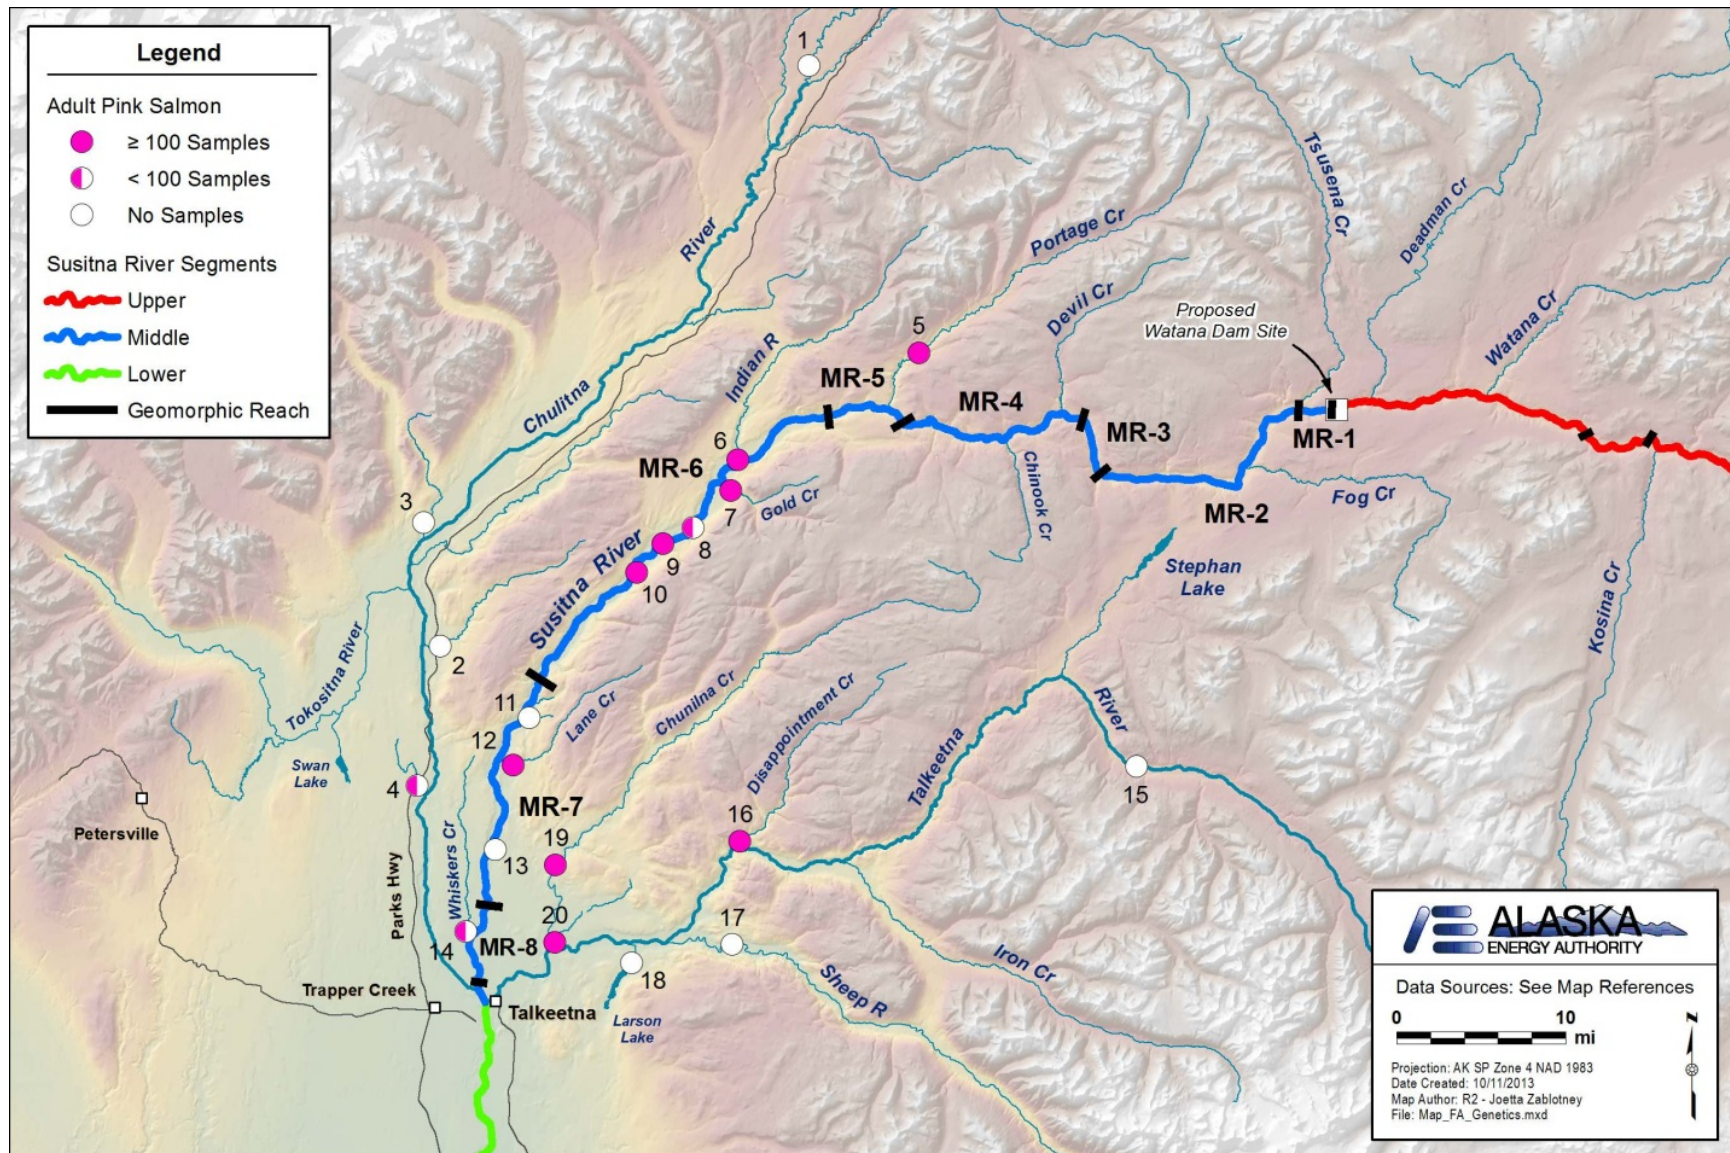 Legend
Adult Pink Salmon
≥ 100 Samples
< 100 Samples
No Samples
Susitna River Segments
Upper
Middle
Lower
Geomorphic Reach
1
River
Chulitna
Tsusena Cr
Deadman Cr
Portage Cr
Devil Cr
Proposed
Watana Dam Site
Watana Cr
5
Indian R
MR-5
MR-4
MR-3
MR-1
MR-2
6
MR-6
7
Gold Cr
8
9
10
Chinook Cr
Fog Cr
Stephan
Lake
Kosina Cr
3
Susitna River
2
Tokositna River
Swan
Lake
11
Lane Cr
12
Chunilna Cr
Disappointment Cr
Talkeetna
River
15
4
Petersville
Parks Hwy
Whiskers Cr
MR-7
13
19
16
20
14
MR-8
17
18
Larson
Lake
Sheep R
Iron Cr
Trapper Creek
Talkeetna
ALASKA
ENERGY AUTHORITY
Data Sources: See Map References
0 10
mi
N
Projection: AK SP Zone 4 NAD 1983
Date Created: 10/11/2013
Map Author: R2 - Joetta Zablotney
File: Map_FA_Genetics.mxd